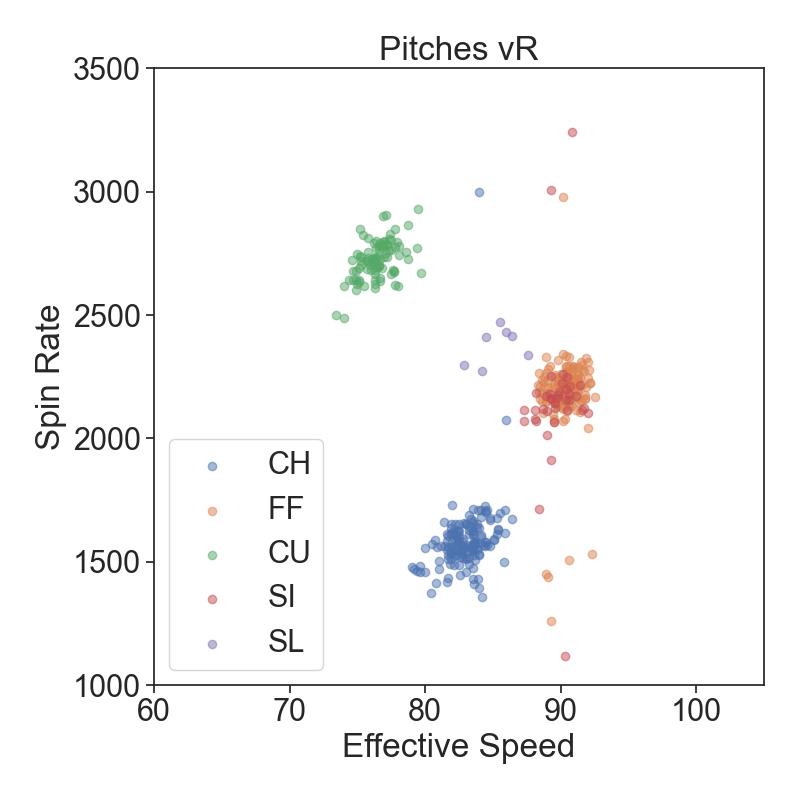 Pitches vR
Spin Rate
3500
3000
2500
2000
1500
1000
CH
FF
CU
SI
SL
60 70 80 90 100
Effective Speed